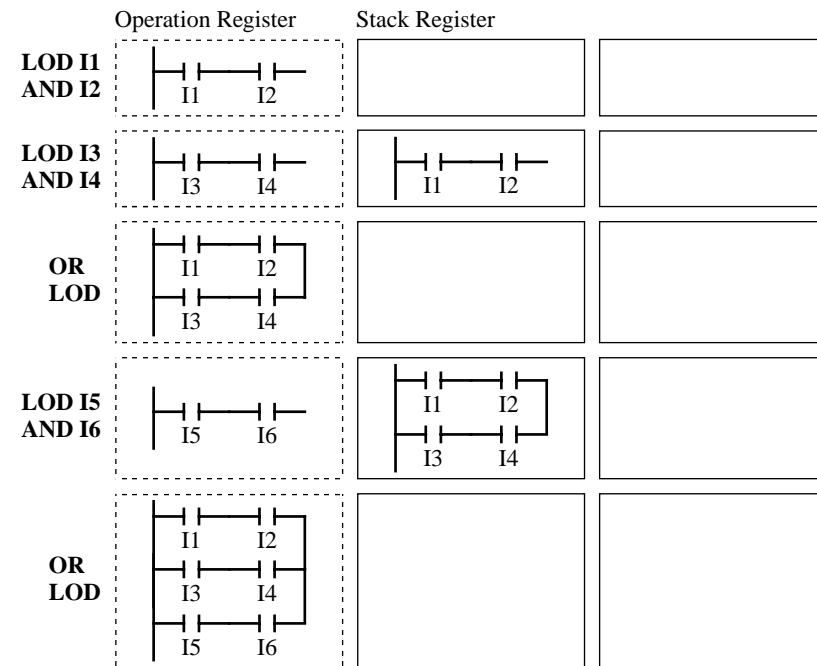 Operation Register Stack Register
LOD I1
AND I2
I1 I2
LOD I3
AND I4
I3 I4
I1 I2
OR
LOD
I1 I2
I3 I4
LOD I5
AND I6
I5 I6
I1 I2
I3 I4
OR
LOD
I1 I2
I3 I4
I5 I6